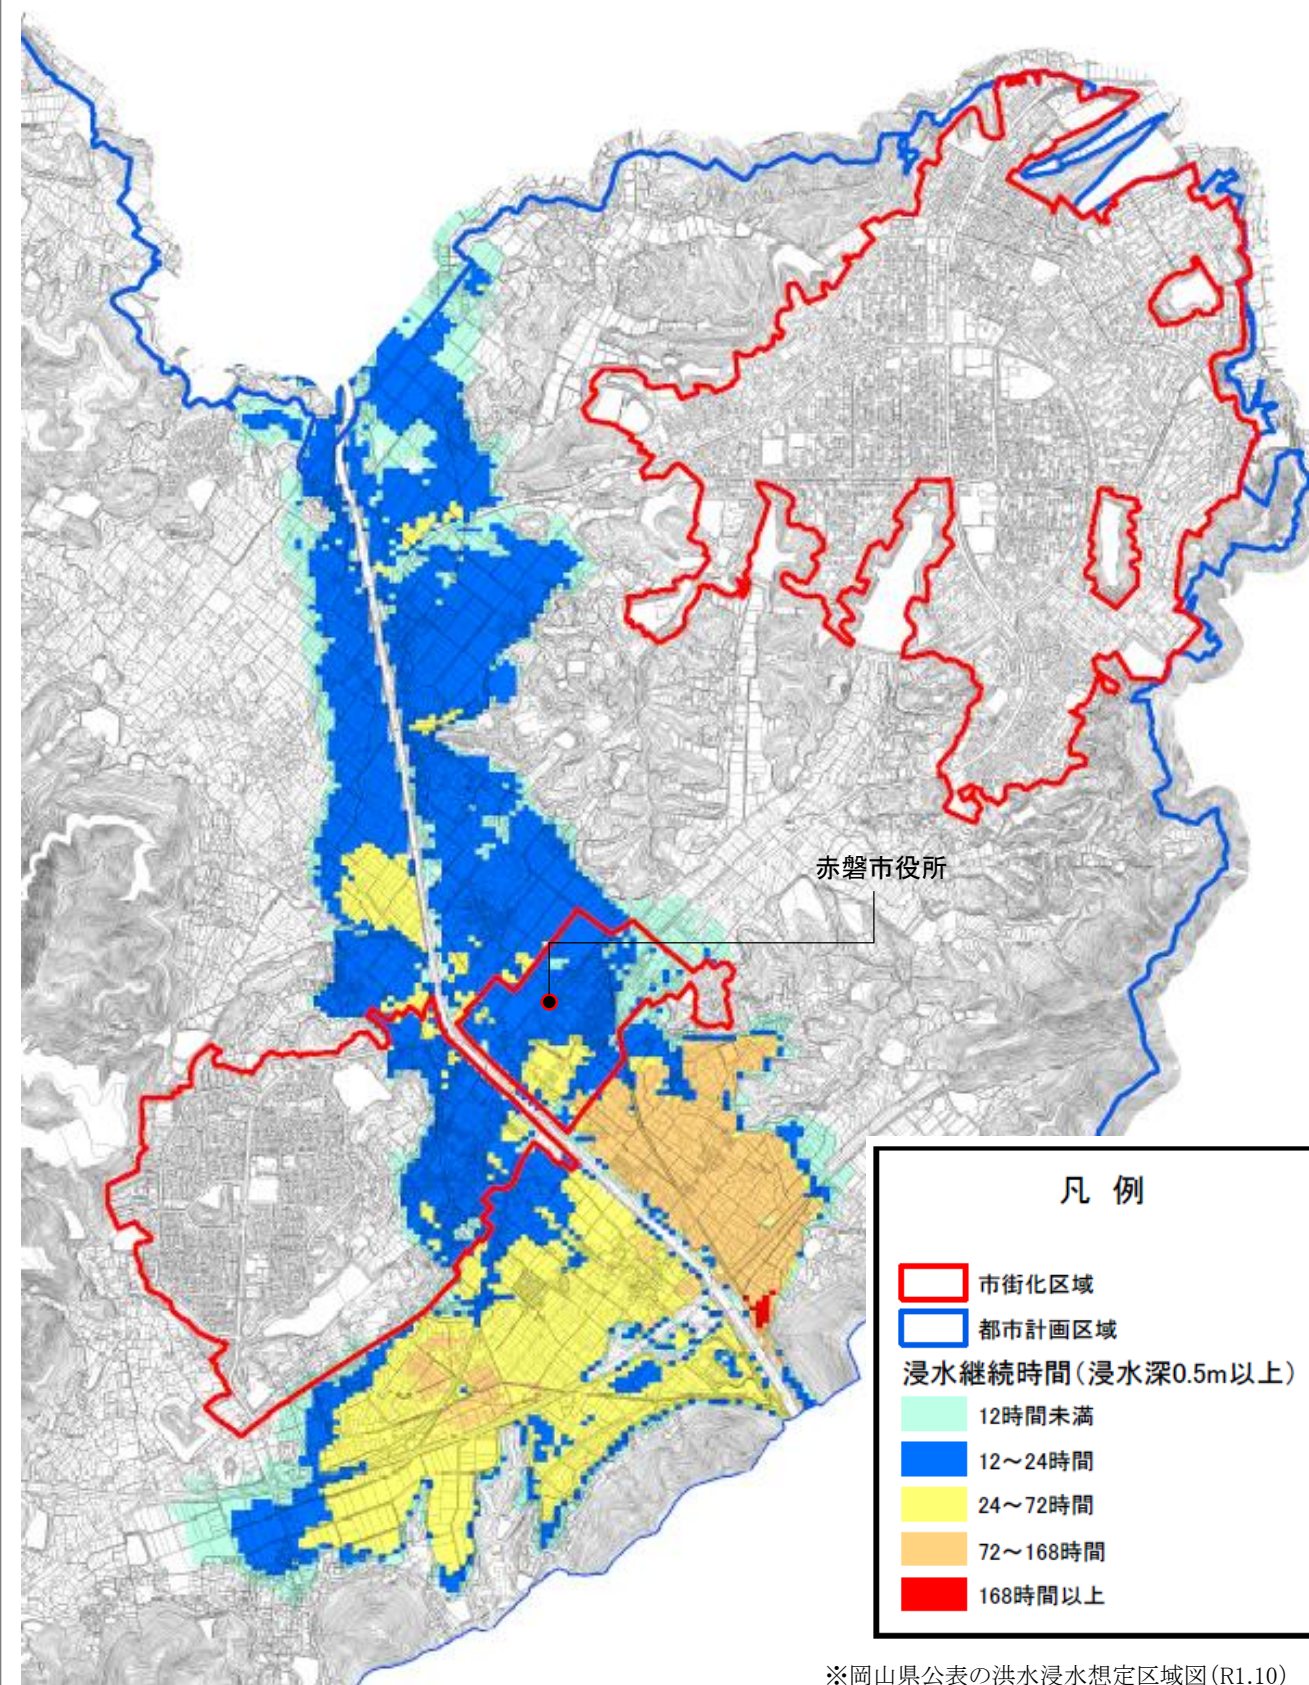 赤磐市役所
凡 例
市街化区域
都市計画区域
浸水継続時間(浸水深0.5m以上)
12時間未満
12~24時間
24~72時間
72~168時間
168時間以上
※岡山県公表の洪水浸水想定区域図(R1.10)